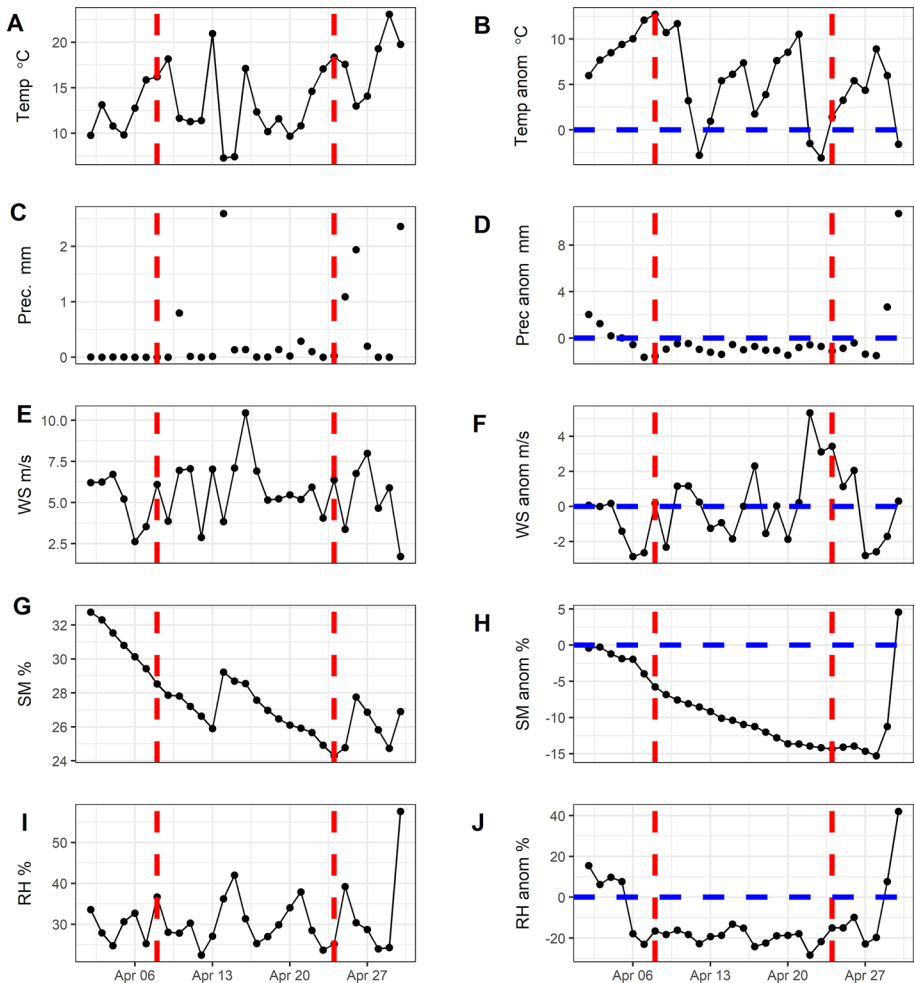 A
Temp °C
20
15
10
B
Temp anom °C
10
5
0
C
Prec. mm
2
1
0
D
Prec anom mm
8
4
0
E
WS m/s
10.0
7.5
5.0
2.5
F
WS anom m/s
4
2
0
-2
G
SM %
32
30
28
26
24
H
SM anom %
5
0
-5
-10
-15
I
RH %
50
40
30
Apr 06 Apr 13 Apr 20 Apr 27
J
RH anom %
40
20
0
-20
Apr 06 Apr 13 Apr 20 Apr 27